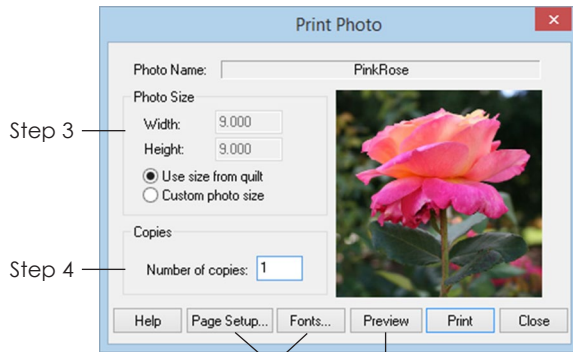 Print Photo
Photo Name: PinkRose
Photo Size
Step 3
Width: 9.000
Height: 9.000
Use size from quilt
Custom photo size
Copies
Step 4
Number of copies: 1
Help Page Setup... Fonts... Preview Print Close